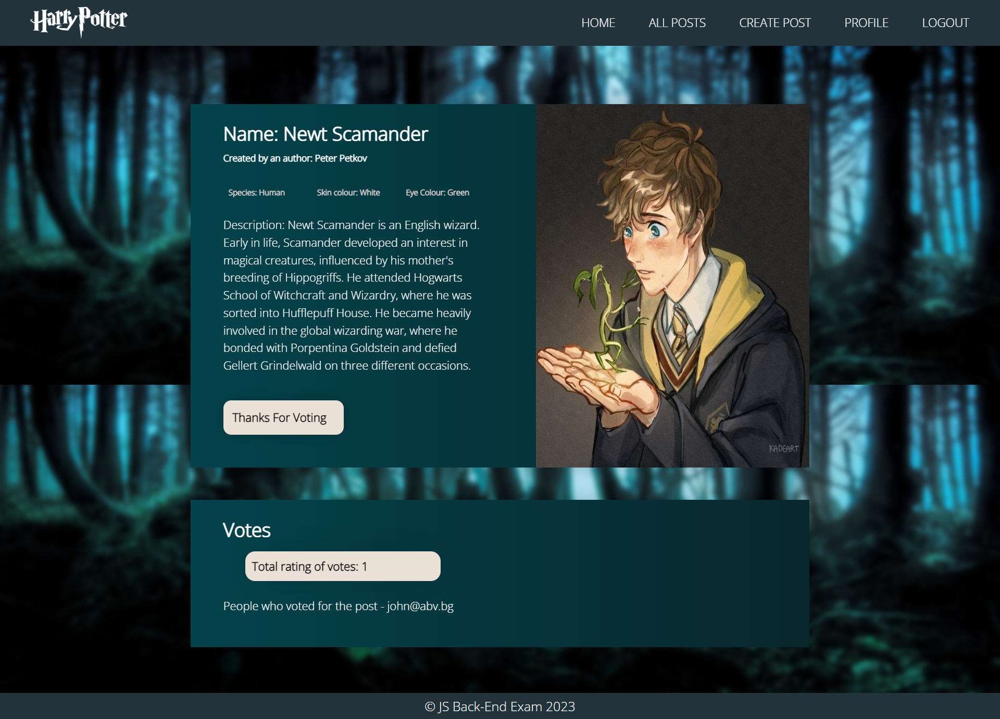 Harry Potter
HOME ALL POSTS CREATE POST PROFILE LOGOUT
Name: Newt Scamander
Created by an author: Peter Petkov
Species: Human Skin colour: White Eye Colour: Green
Description: Newt Scamander is an English wizard.
Early in life, Scamander developed an interest in
magical creatures, influenced by his mother's
breeding of Hippogriffs. He attended Hogwarts
School of Witchcraft and Wizardry, where he was
sorted into Hufflepuff House. He became heavily
involved in the global wizarding war, where he
bonded with Porpentina Goldstein and defied
Gellert Grindelwald on three different occasions.
Thanks For Voting
KADEART
Votes
Total rating of votes: 1
People who voted for the post - john@abv.bg
© JS Back-End Exam 2023